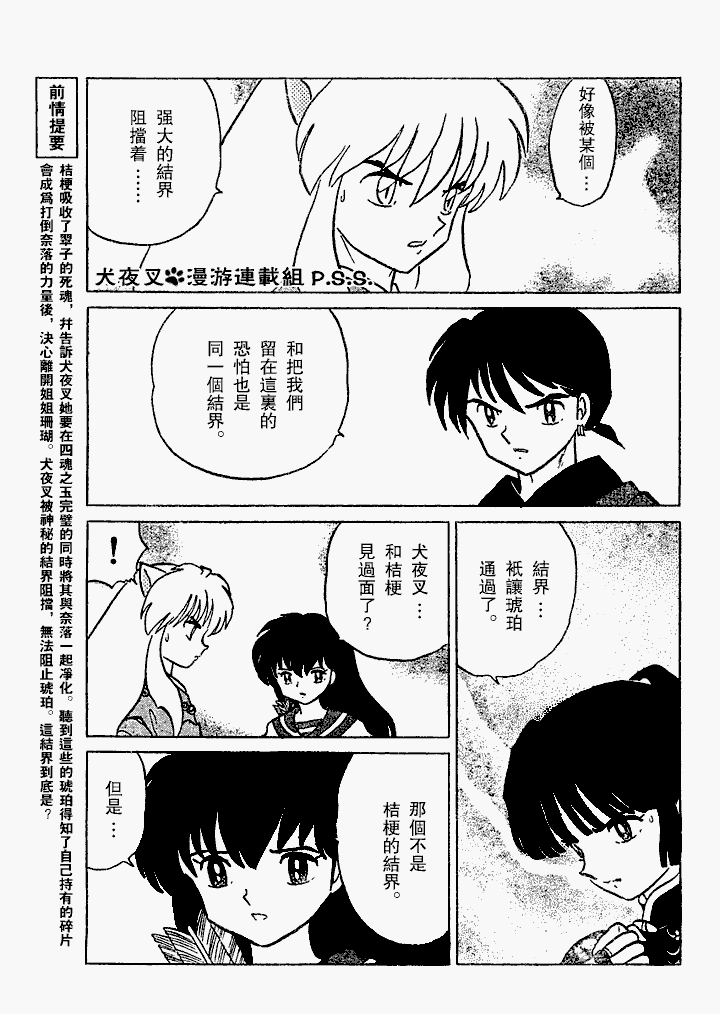 好像被某個…
强大的結界
阻擋着……
犬夜叉漫游連載組 P.S.S.
和把我們
留在這裏的
恐怕也是
同一個結界。
結界…
衹讓琥珀
通過了。
犬夜叉…
和桔梗
見過面了？
！
那個不是
桔梗的結界。
但是…
前情提要
桔梗吸收了翠子的死魂，并告訴犬夜叉她要在四魂之玉完璧的同時將其與奈落一起凈化。聽到這些的琥珀得知了自己持有的碎片
會成爲打倒奈落的力量後，決心離開姐姐珊瑚。犬夜叉被神秘的結界阻擋，無法阻止琥珀。這結界到底是？